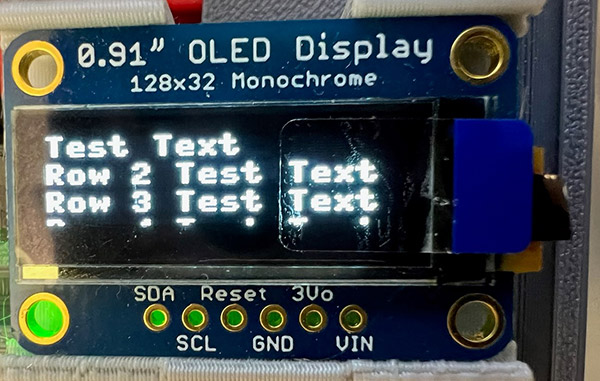 0.91" OLED Display
128x32 Monochrome
Test Text
Row 2 Test Text
Row 3 Test Text
SDA Reset 3Vo
SCL GND VIN